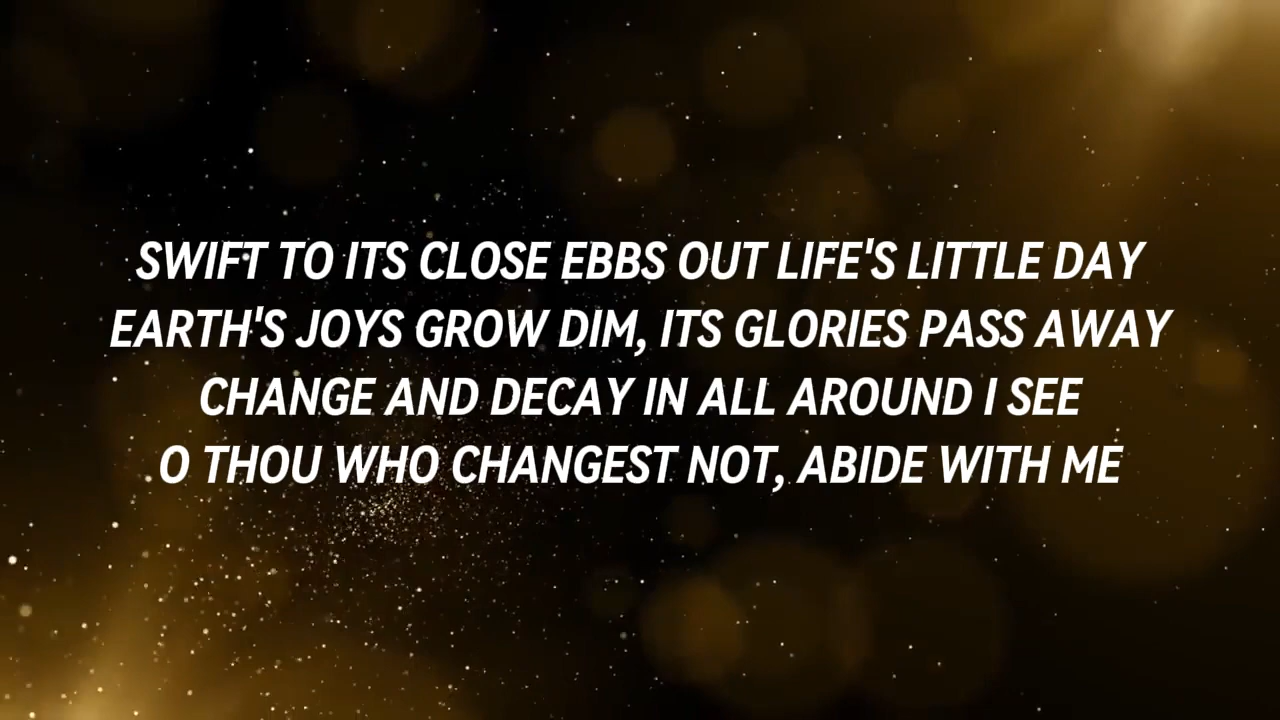 SWIFT TO ITS CLOSE EBBS OUT LIFE'S LITTLE DAY
EARTH'S JOYS GROW DIM, ITS GLORIES PASS AWAY
CHANGE AND DECAY IN ALL AROUND I SEE
O THOU WHO CHANGEST NOT, ABIDE WITH ME